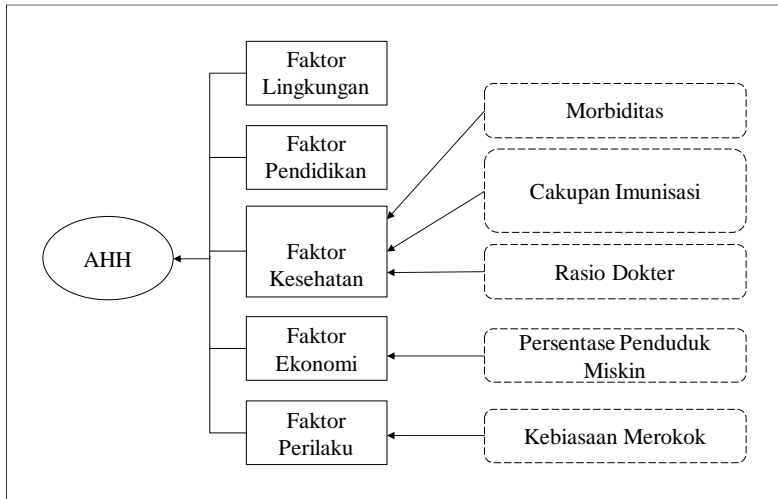 Faktor
Lingkungan
Faktor
Pendidikan
AHH
Faktor
Kesehatan
Faktor
Ekonomi
Faktor
Perilaku
Morbiditas
Cakupan Imunisasi
Rasio Dokter
Persentase Penduduk
Miskin
Kebiasaan Merokok